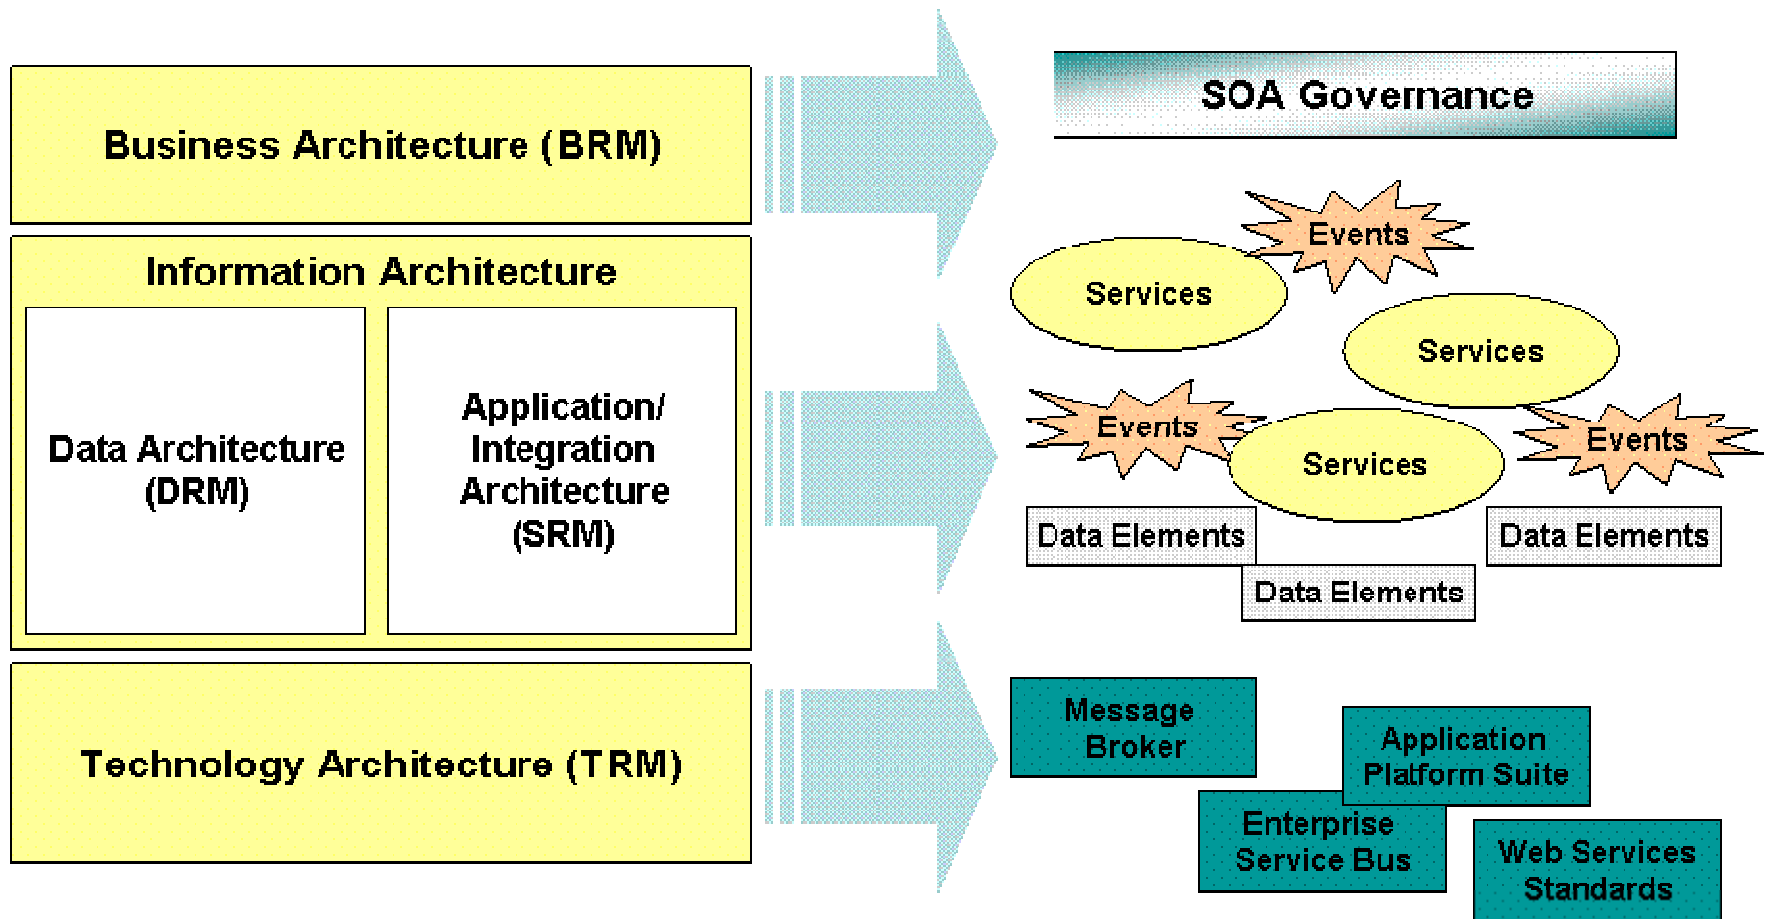 Business Architecture (BRM)
Information Architecture
Data Architecture
(DRM)
Application/
Integration
Architecture
(SRM)
Technology Architecture (TRM)
SOA Governance
Events
Services
Services
Events
Services
Events
Data Elements
Data Elements
Data Elements
Message
Broker
Application
Platform Suite
Enterprise
Service Bus
Web Services
Standards